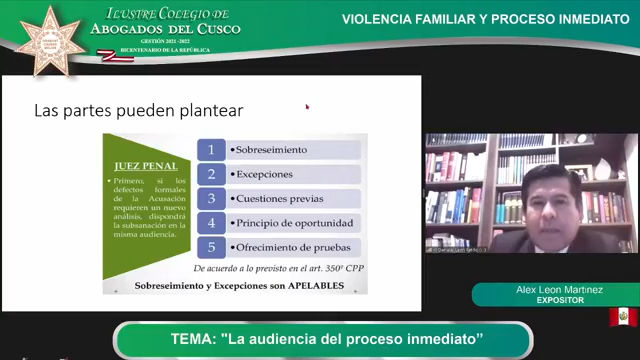 ILUSTRE COLEGIO DE
ABOGADOS DEL CUSCO
GESTIÓN 2021 -2022
BICENTENARIO DE LA REPÚBLICA
VIOLENCIA FAMILIAR Y PROCESO INMEDIATO
Las partes pueden plantear
JUEZ PENAL
• Primero, si los
defectos formales
de la Acusación
requieren un nuevo
análisis, dispondrá
la subsanación en la
misma audiencia.
1 •Sobreseimiento
2 •Excepciones
3 •Cuestiones previas
4 •Principio de oportunidad
5 •Ofrecimiento de pruebas
De acuerdo a lo previsto en el art. 350° CPP
Sobreseimiento y Excepciones son APELABLES
Alex Leon Martinez
EXPOSITOR
TEMA: "La audiencia del proceso inmediato”